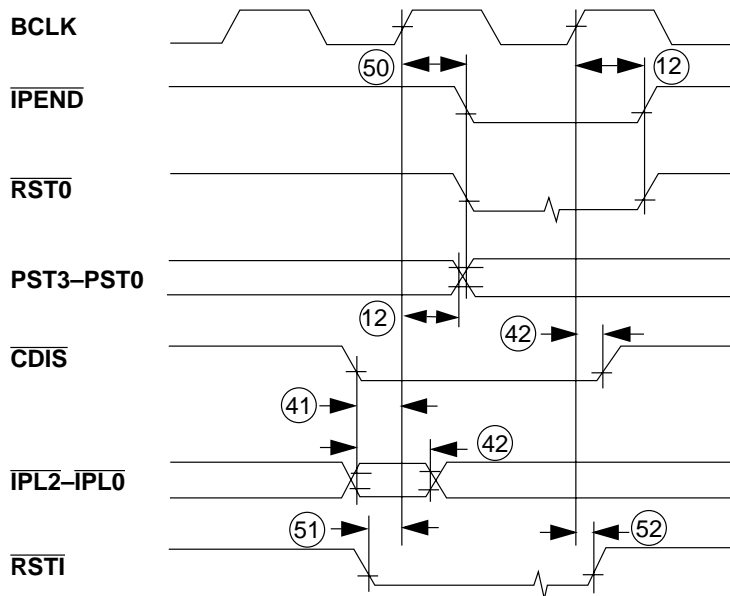 BCLK
50
12
IPEND
RST0
PST3–PST0
12
42
CDIS
41
42
IPL2–IPL0
51
52
RSTI